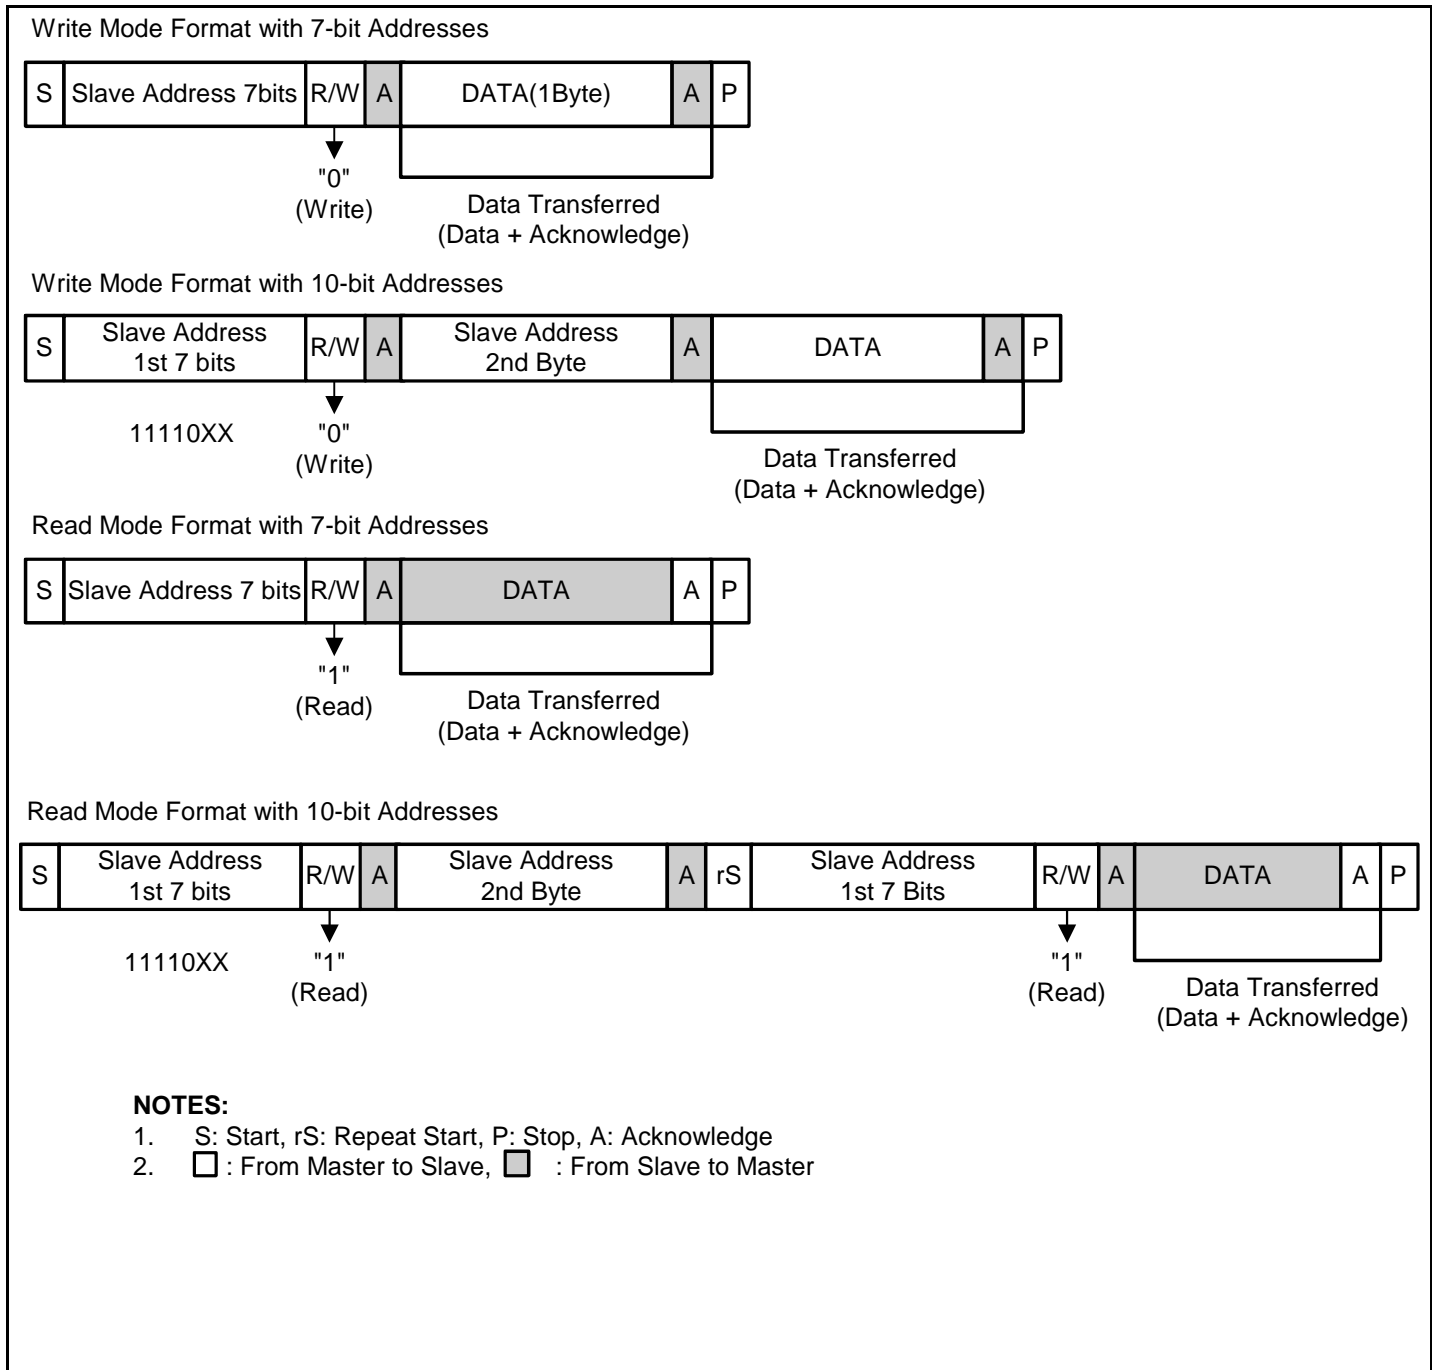 Write Mode Format with 7-bit Addresses
S Slave Address 7bits R/W A DATA(1Byte) A P
"0"
(Write)
Data Transferred
(Data + Acknowledge)
Write Mode Format with 10-bit Addresses
S Slave Address
1st 7 bits R/W A Slave Address
2nd Byte A DATA A P
11110XX "0"
(Write)
Data Transferred
(Data + Acknowledge)
Read Mode Format with 7-bit Addresses
S Slave Address 7 bits R/W A DATA A P
"1"
(Read)
Data Transferred
(Data + Acknowledge)
Read Mode Format with 10-bit Addresses
S Slave Address
1st 7 bits R/W A Slave Address
2nd Byte A rS Slave Address
1st 7 Bits R/W A DATA A P
11110XX "1"
(Read)
"1"
(Read)
Data Transferred
(Data + Acknowledge)
NOTES:
1. S: Start, rS: Repeat Start, P: Stop, A: Acknowledge
2. : From Master to Slave, : From Slave to Master